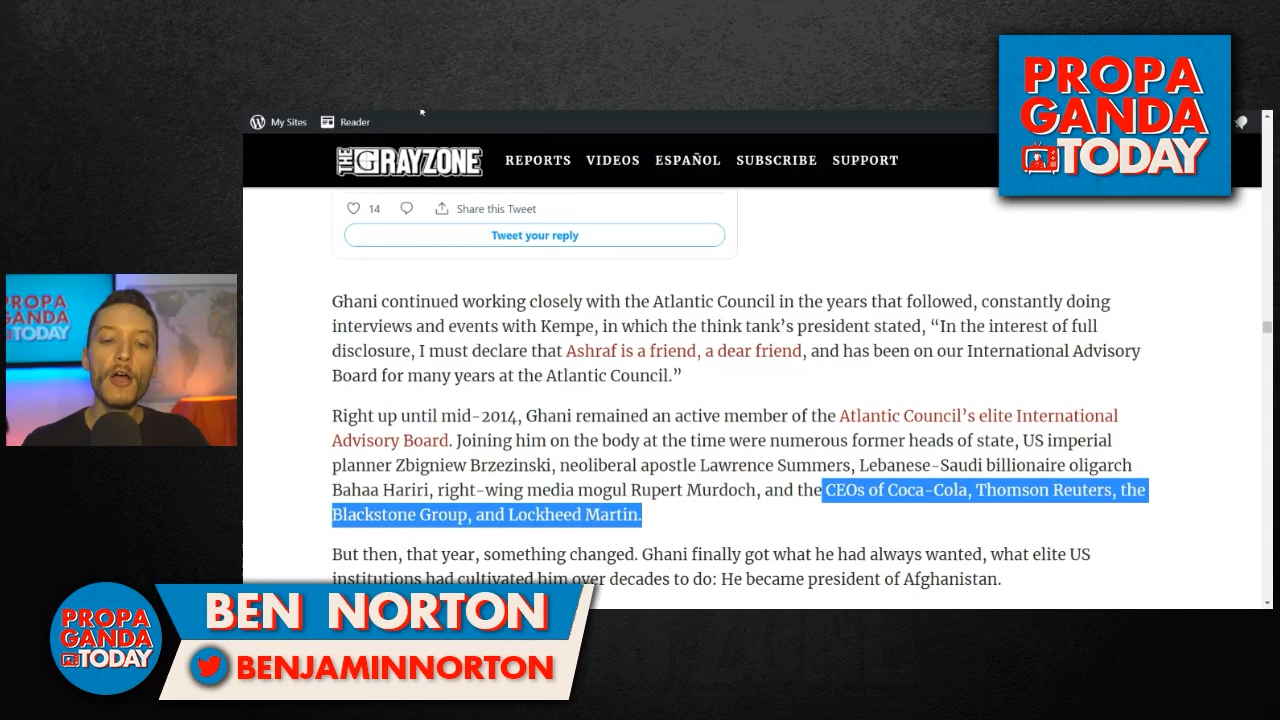 PROPA
GANDA
TODAY
My Sites
Reader
THE GRAYZONE
REPORTS
VIDEOS
ESPAÑOL
SUBSCRIBE
SUPPORT
14
Share this Tweet
Tweet your reply
Ghani continued working closely with the Atlantic Council in the years that followed, constantly doing
interviews and events with Kempe, in which the think tank’s president stated, “In the interest of full
disclosure, I must declare that Ashraf is a friend, a dear friend, and has been on our International Advisory
Board for many years at the Atlantic Council.”
Right up until mid-2014, Ghani remained an active member of the Atlantic Council’s elite International
Advisory Board. Joining him on the body at the time were numerous former heads of state, US imperial
planner Zbigniew Brzezinski, neoliberal apostle Lawrence Summers, Lebanese-Saudi billionaire oligarch
Bahaa Hariri, right-wing media mogul Rupert Murdoch, and the CEOs of Coca-Cola, Thomson Reuters, the
Blackstone Group, and Lockheed Martin.
But then, that year, something changed. Ghani finally got what he had always wanted, what elite US
institutions had cultivated him over decades to do: He became president of Afghanistan.
PROPA
GANDA
TODAY
PROPA
GANDA
TODAY
BEN NORTON
BENJAMINNORTON